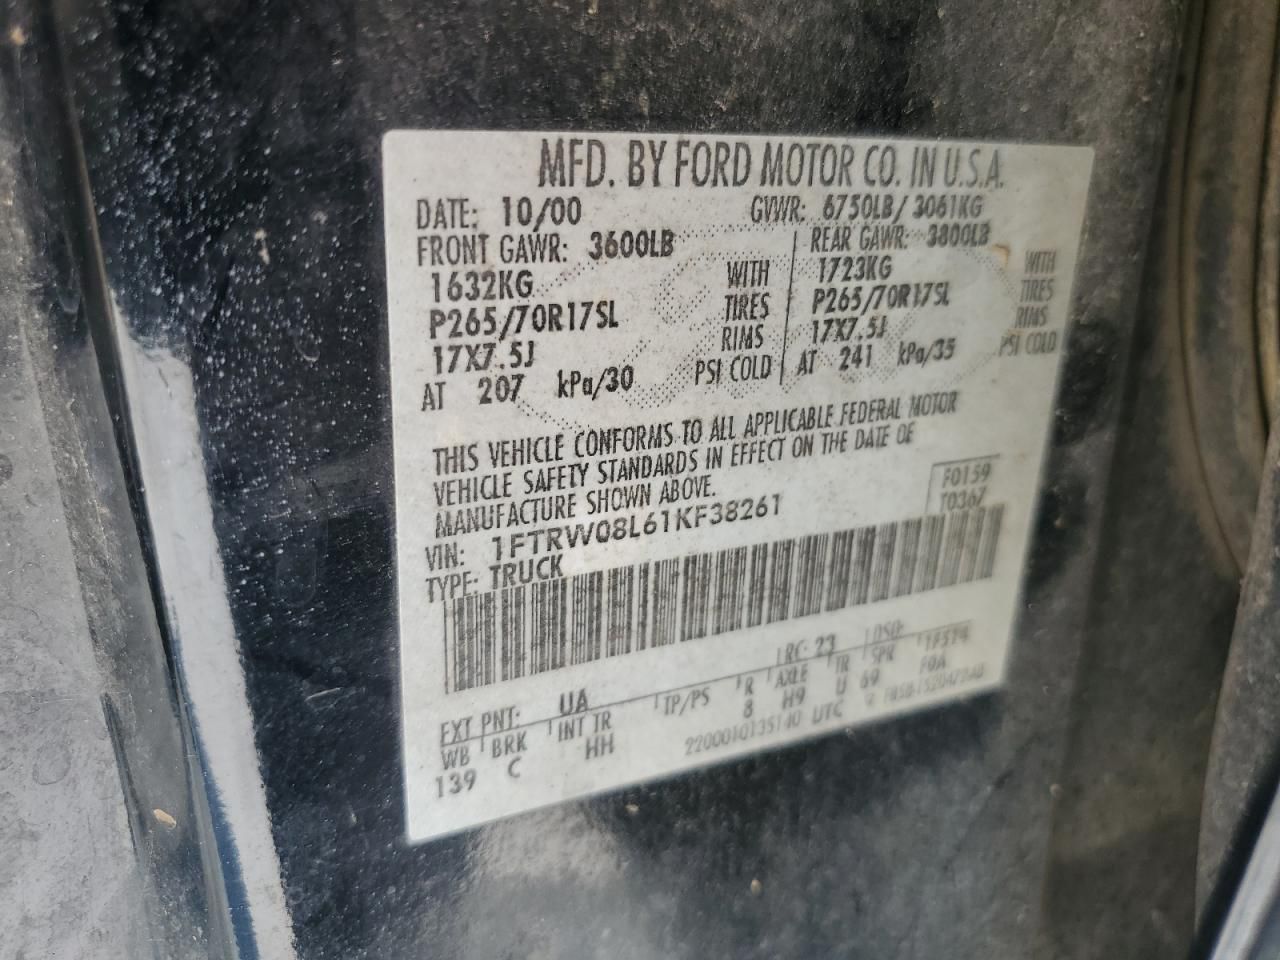 MFD. BY FORD MOTOR CO. IN U.S.A.
DATE: 10/00 GVWR: 6750LB/ 3061KG
FRONT GAWR: 3600LB REAR GAWR: 3800LB
1632KG WITH 1723KG WITH
P265/70R17SL TIRES P265/70R17SL TIRES
17X7.5J RIMS 17X7.5J RIMS
AT 207 kPa/30 PSI COLD AT 241 kPa/35 PSI COLD
THIS VEHICLE CONFORMS TO ALL APPLICABLE FEDERAL MOTOR
VEHICLE SAFETY STANDARDS IN EFFECT ON THE DATE OF
MANUFACTURE SHOWN ABOVE.
F0159
T0367
VIN: 1FTRW08L61KF38261
TYPE: TRUCK
EXT PNT: UA RC: 23 DSO:
WB BRK INT TR TP/PS R AXLE TR SPR
139 C HH 8 H9 U 69
2200010135140 UTC